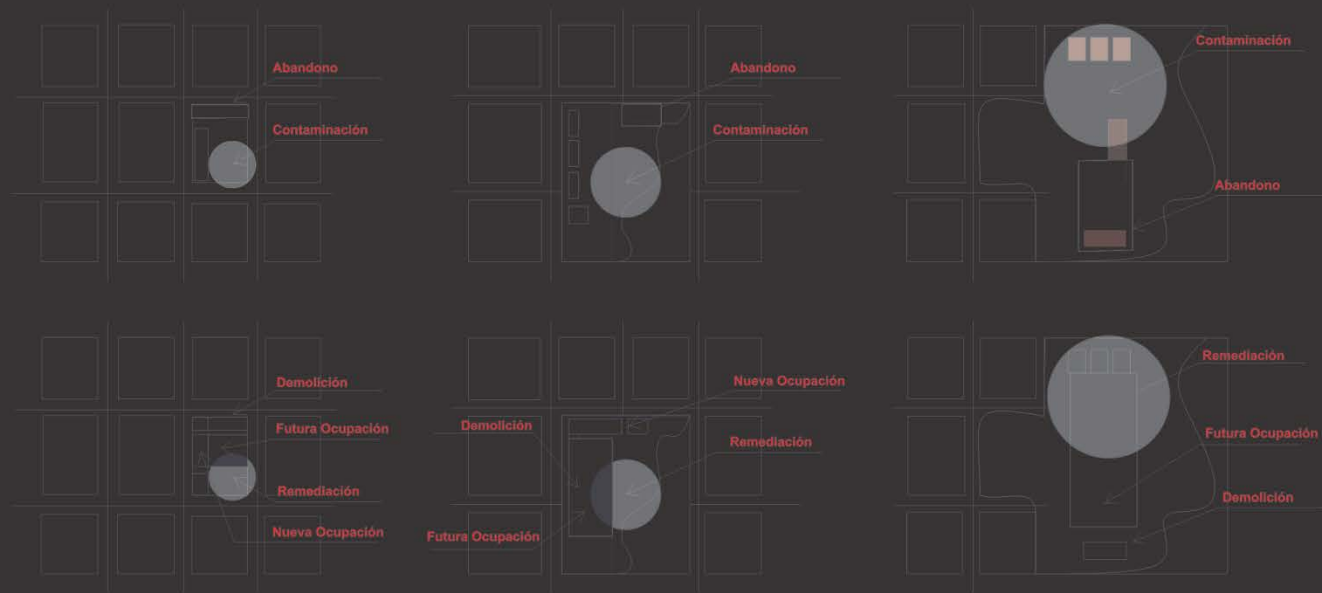 Abandono
Contaminación
Abandono
Contaminación
Contaminación
Abandono
Demolición
Futura Ocupación
Remediación
Nueva Ocupación
Nueva Ocupación
Demolición
Remediación
Futura Ocupación
Remediación
Futura Ocupación
Demolición